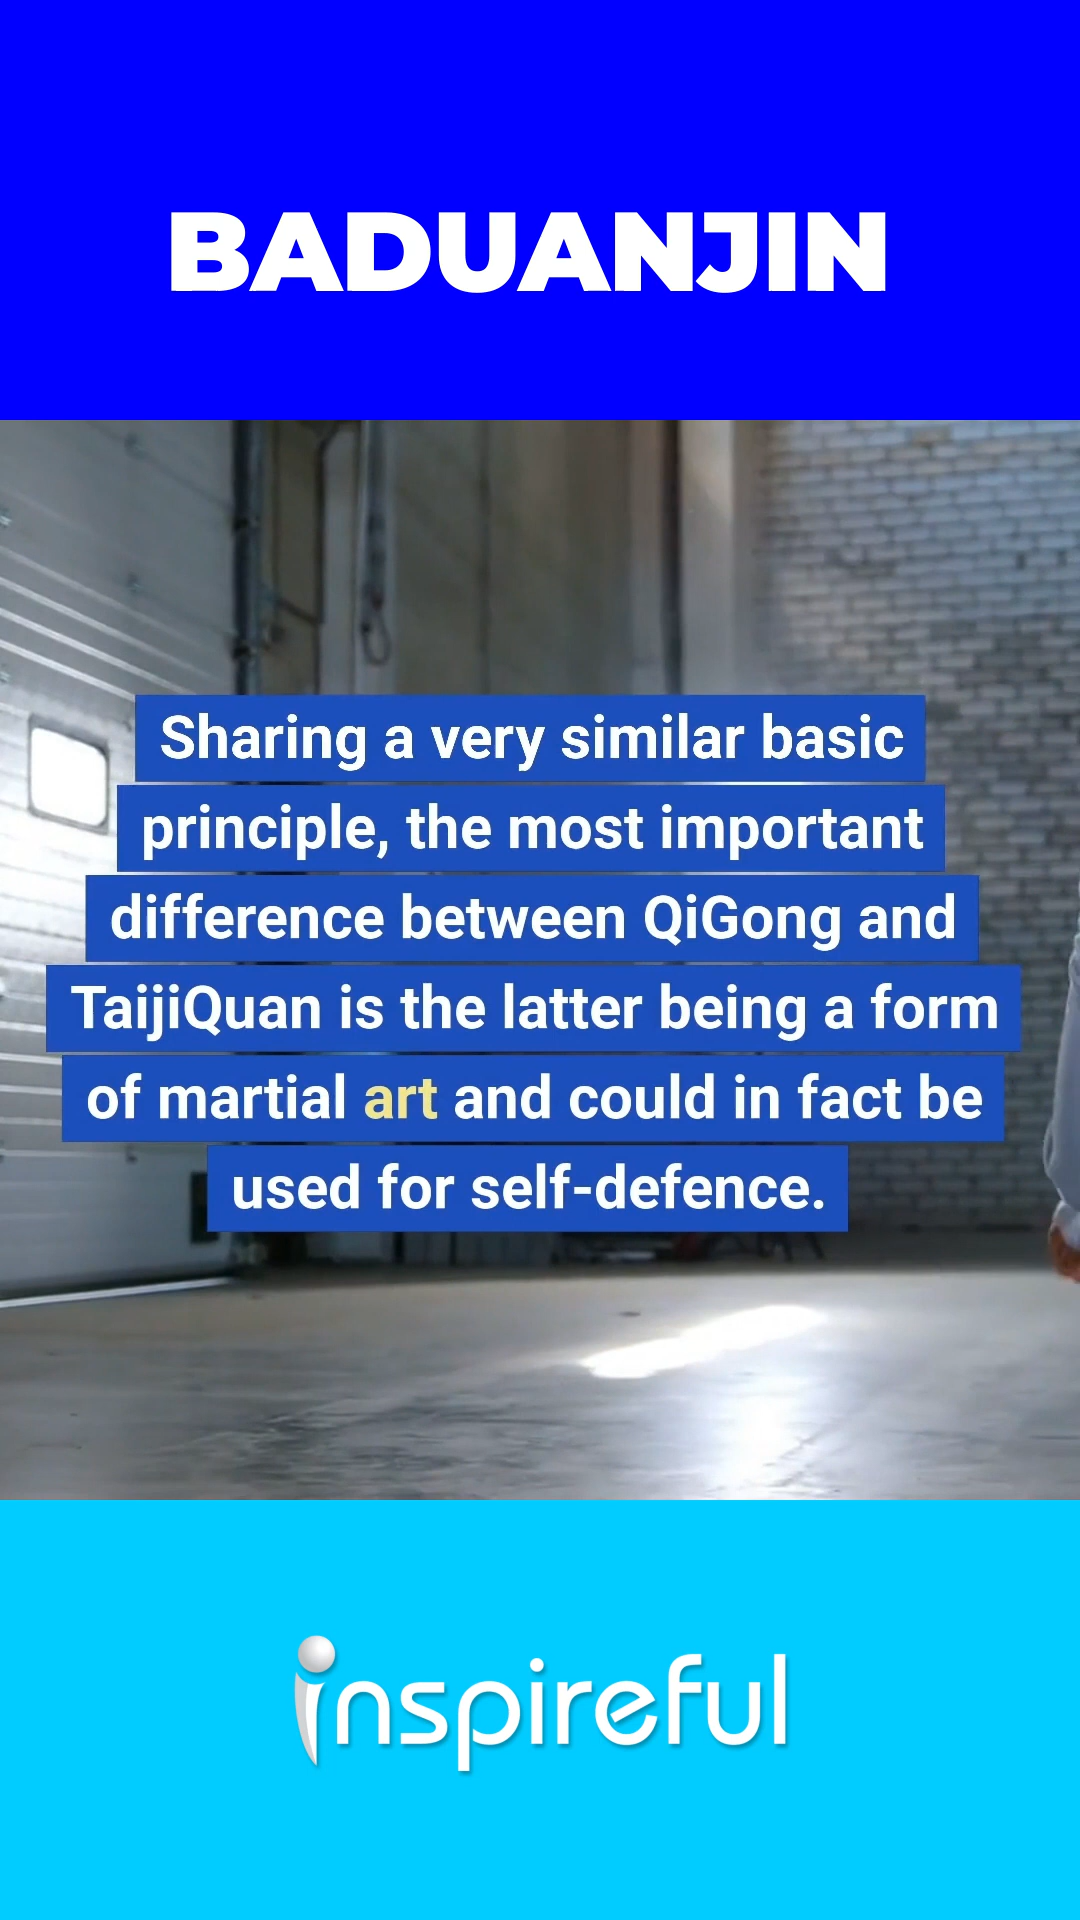 BADUANJIN
Sharing a very similar basic
principle, the most important
difference between QiGong and
TaijiQuan is the latter being a form
of martial art and could in fact be
used for self-defence.
inspireful